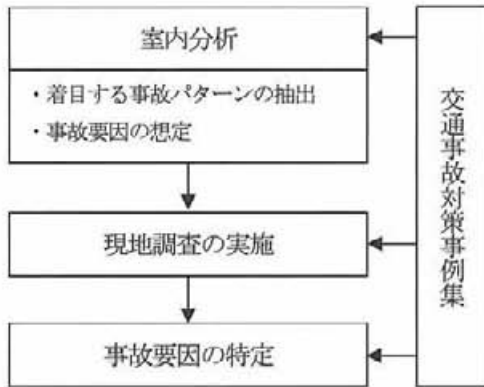 室内分析
・着目する事故パターンの抽出
・事故要因の想定
現地調査の実施
事故要因の特定
交通事故対策事例集